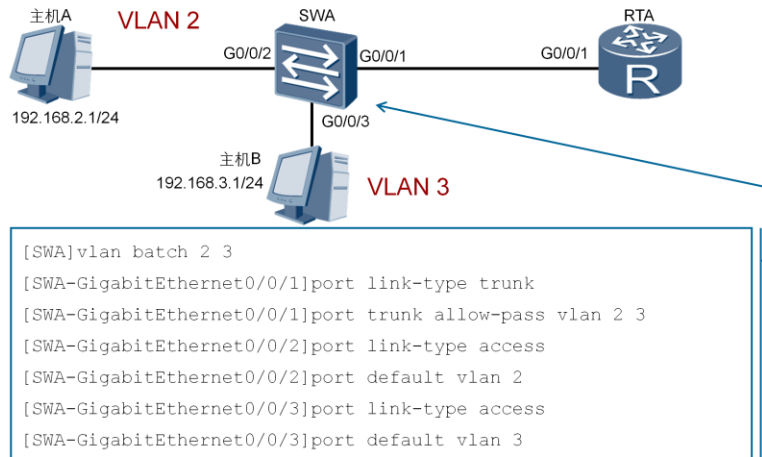 主机A
VLAN 2
SWA
RTA
G0/0/2
G0/0/1
G0/0/1
R
192.168.2.1/24
G0/0/3
主机B
192.168.3.1/24
VLAN 3
[SWA]vlan batch 2 3
[SWA-GigabitEthernet0/0/1]port link-type trunk
[SWA-GigabitEthernet0/0/1]port trunk allow-pass vlan 2 3
[SWA-GigabitEthernet0/0/2]port link-type access
[SWA-GigabitEthernet0/0/2]port default vlan 2
[SWA-GigabitEthernet0/0/3]port link-type access
[SWA-GigabitEthernet0/0/3]port default vlan 3